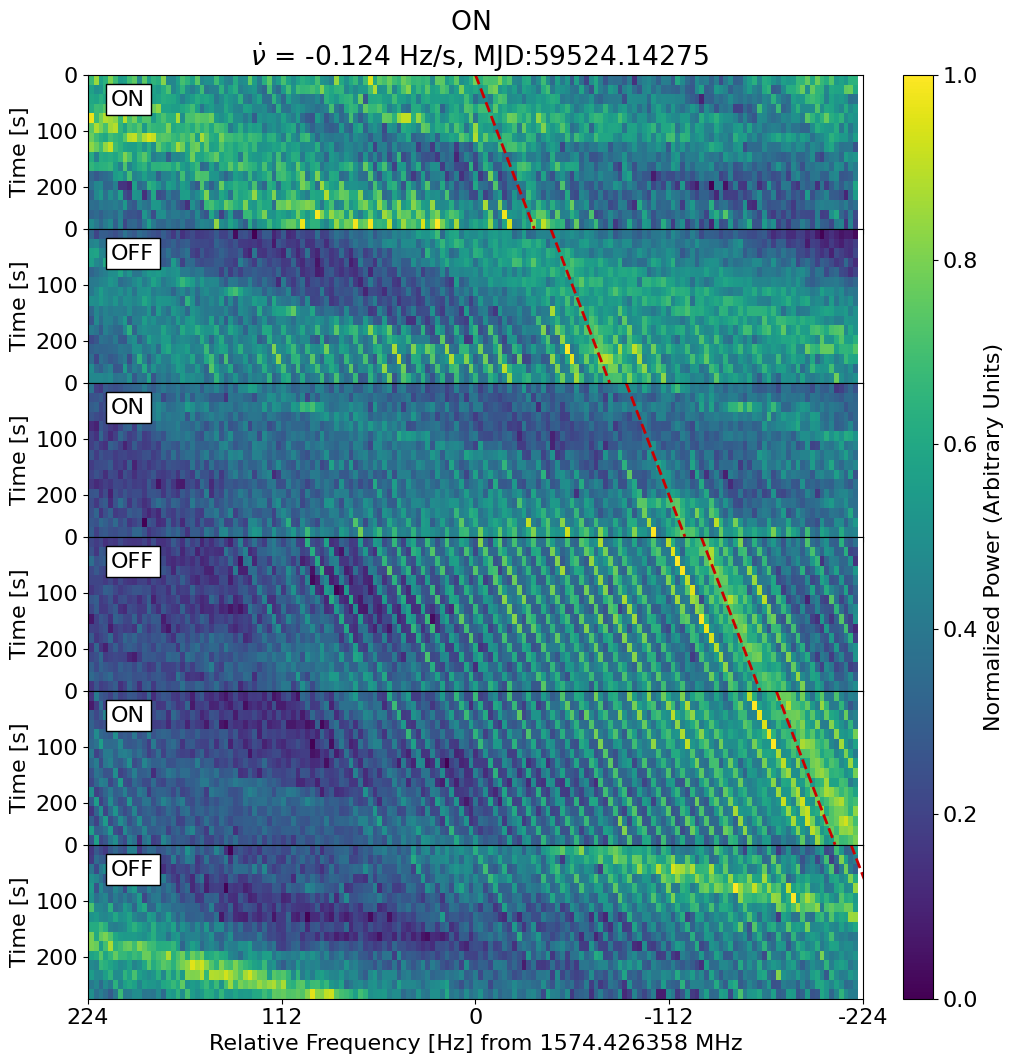 ON
ν̇ = -0.124 Hz/s, MJD:59524.14275
0
100
200
Time [s]
ON
0
100
200
Time [s]
OFF
0
100
200
Time [s]
ON
0
100
200
Time [s]
OFF
0
100
200
Time [s]
ON
0
100
200
Time [s]
OFF
224 112 0 -112 -224
Relative Frequency [Hz] from 1574.426358 MHz
1.0
0.8
0.6
0.4
0.2
0.0
Normalized Power (Arbitrary Units)